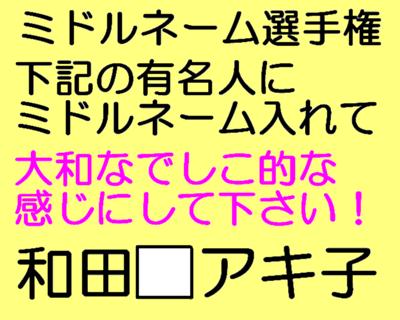 ミドルネーム選手権
下記の有名人に
ミドルネーム入れて
大和なでしこ的な
感じにして下さい！
和田□アキ子